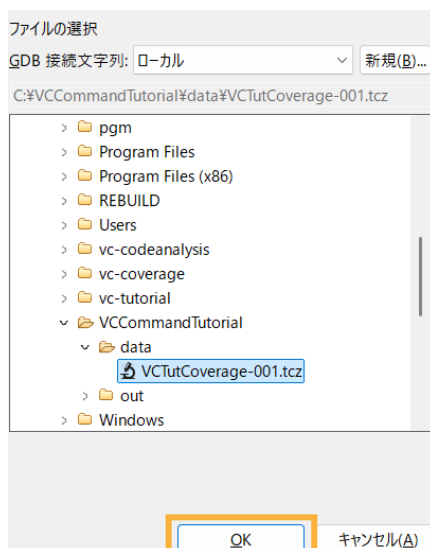 ファイルの選択
GDB 接続文字列: ローカル 新規(B)...
C:¥VCCommandTutorial¥data¥VCTutCoverage-001.tcz
pgm
Program Files
Program Files (x86)
REBUILD
Users
vc-codeanalysis
vc-coverage
vc-tutorial
VCCommandTutorial
data
VCTutCoverage-001.tcz
out
Windows
OK キャンセル(A)